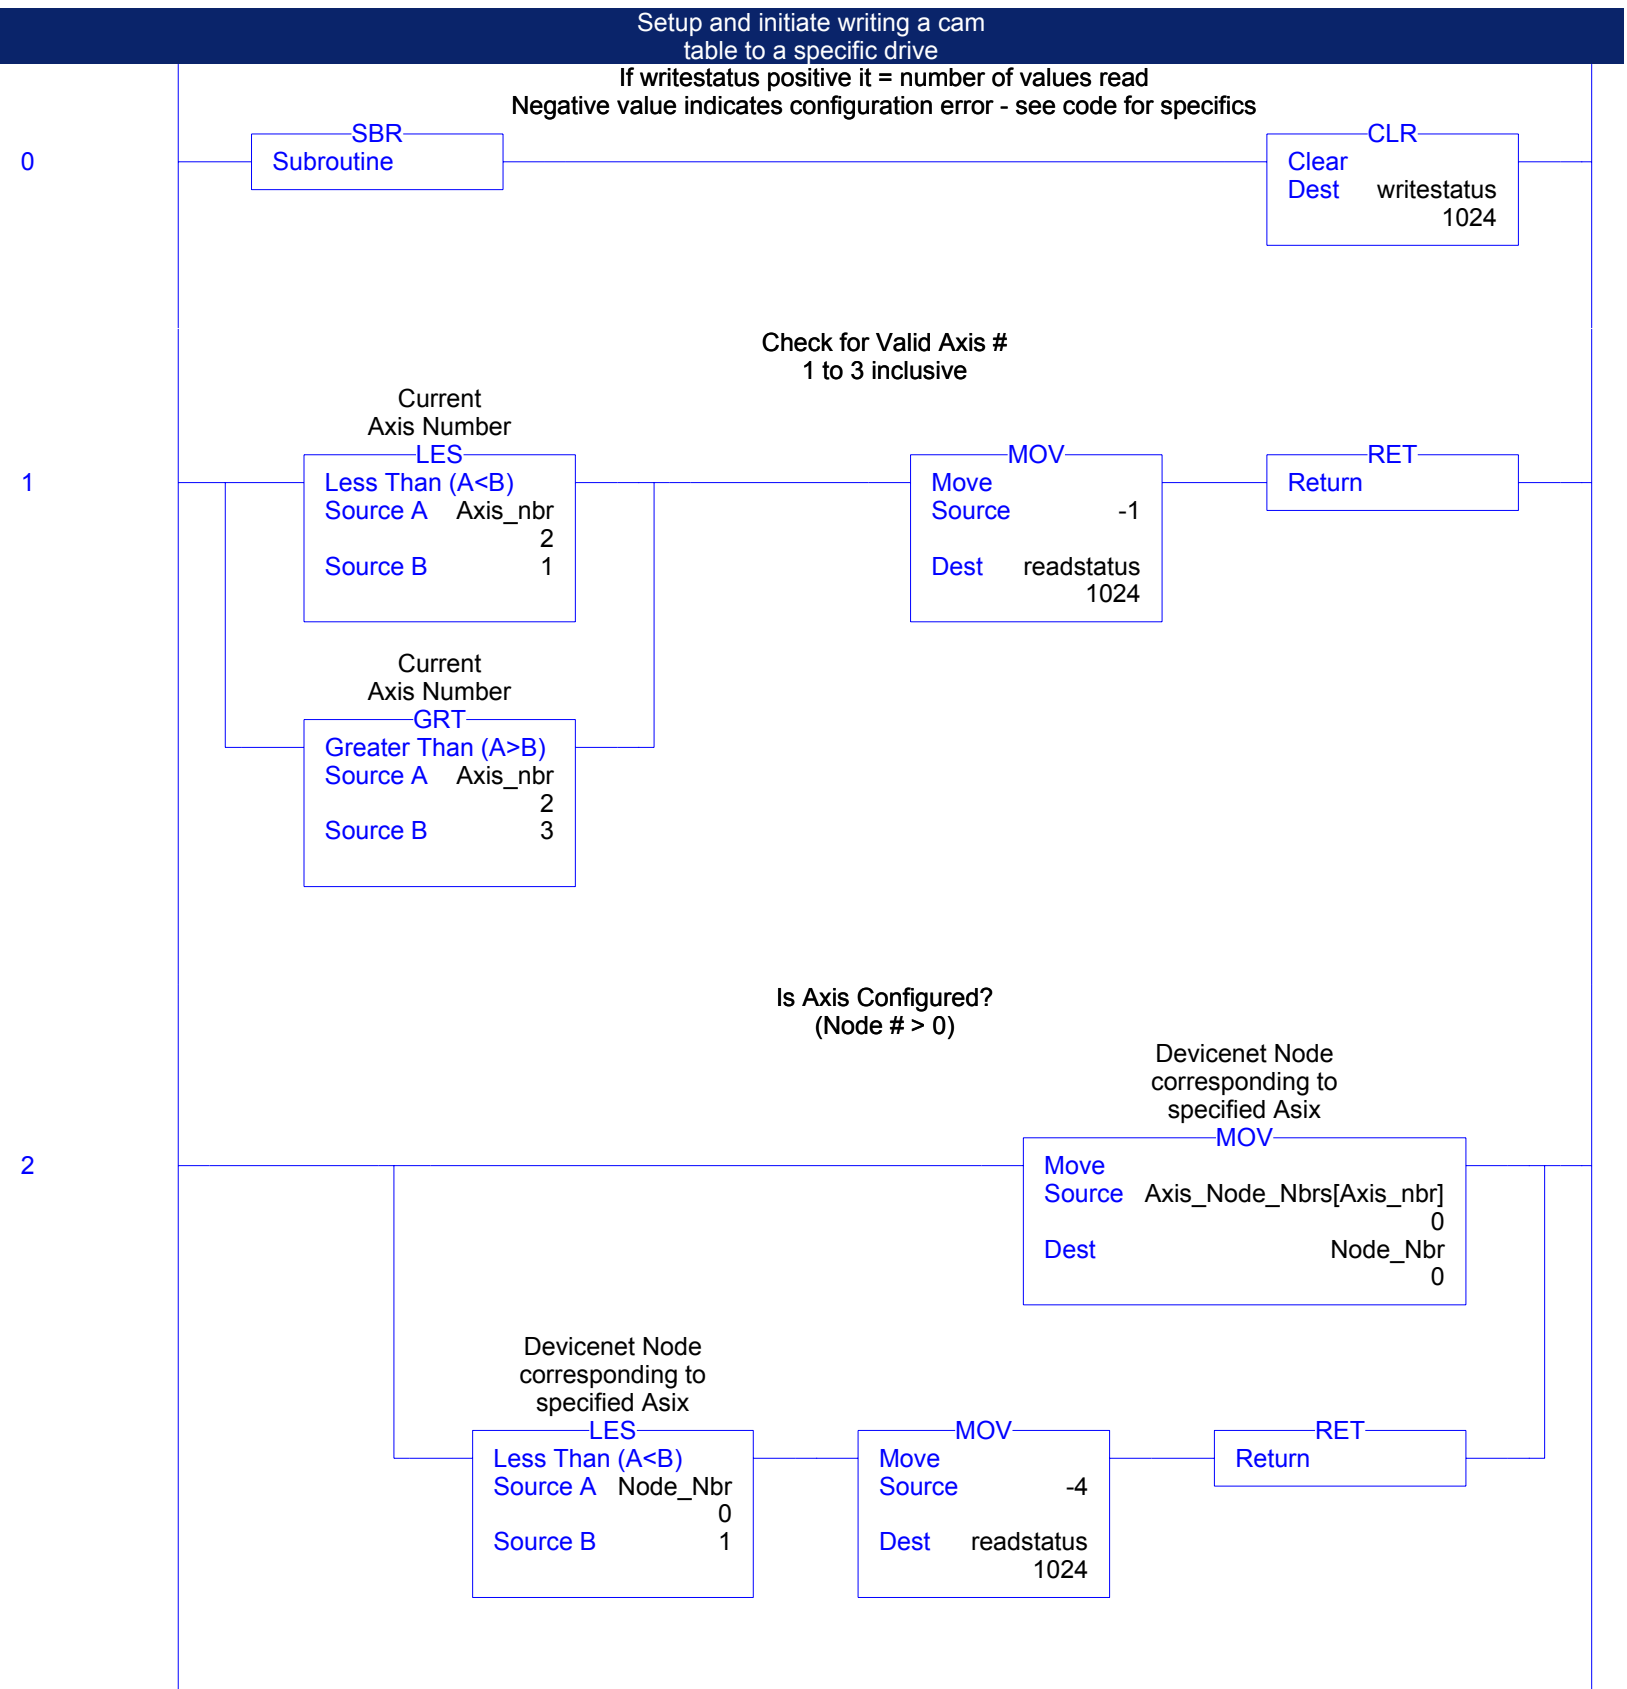 Setup and initiate writing a cam
table to a specific drive
If writestatus positive it = number of values read
Negative value indicates configuration error - see code for specifics
0
SBR
Subroutine
CLR
Clear
Dest writestatus
1024
Check for Valid Axis #
1 to 3 inclusive
1
Current
Axis Number
LES
Less Than (A<B)
Source A Axis_nbr
2
Source B 1
MOV
Move
Source -1
Dest readstatus
1024
RET
Return
Current
Axis Number
GRT
Greater Than (A>B)
Source A Axis_nbr
2
Source B 3
Is Axis Configured?
(Node # > 0)
2
Devicenet Node
corresponding to
specified Asix
MOV
Move
Source Axis_Node_Nbrs[Axis_nbr]
0
Dest Node_Nbr
0
Devicenet Node
corresponding to
specified Asix
LES
Less Than (A<B)
Source A Node_Nbr
0
Source B 1
MOV
Move
Source -4
Dest readstatus
1024
RET
Return